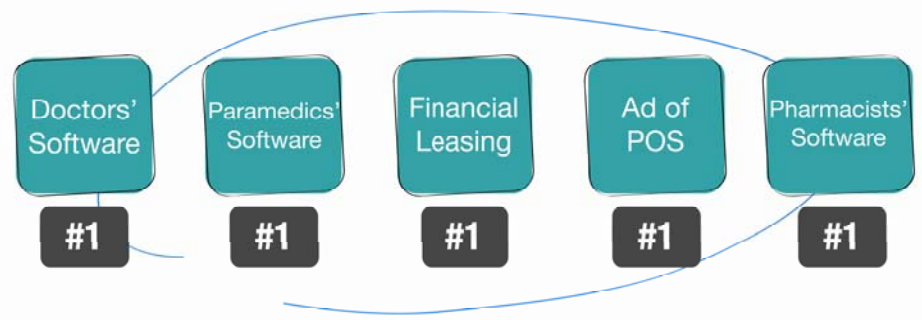 Doctors'
Software
Paramedics'
Software
Financial
Leasing
Ad of
POS
Pharmacists'
Software
#1
#1
#1
#1
#1